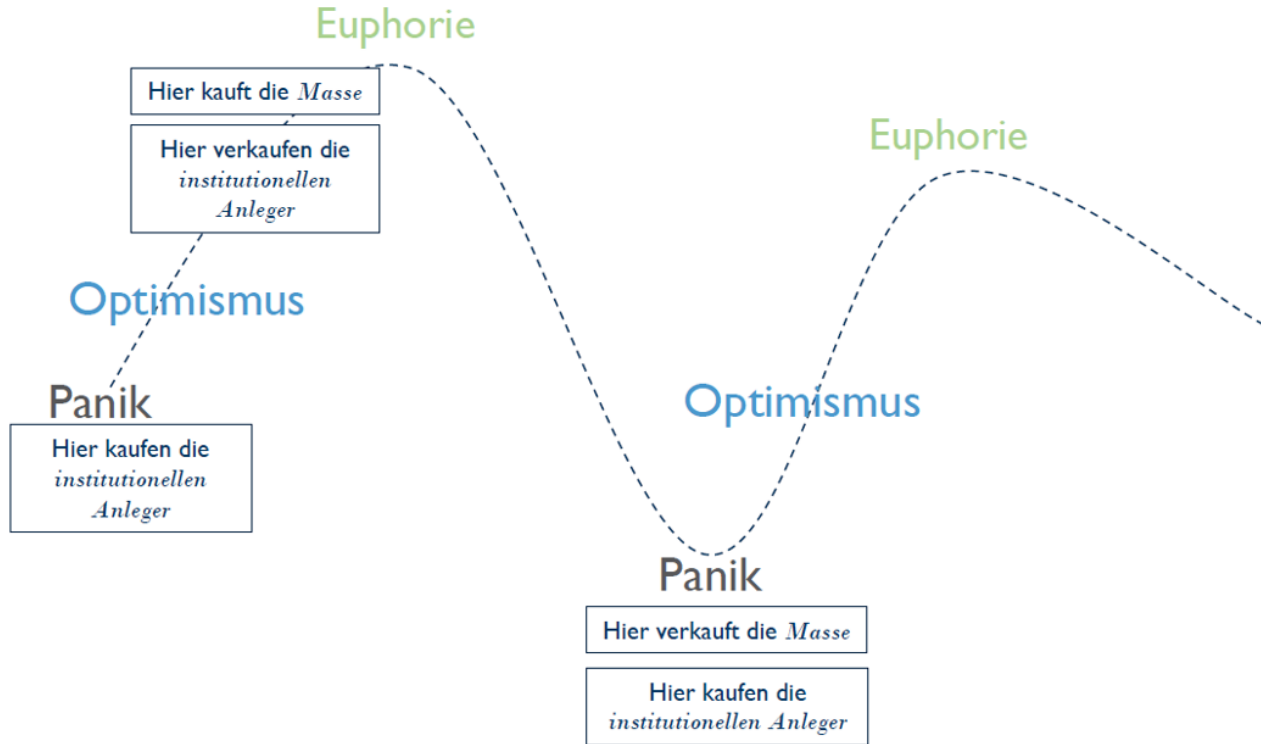 Euphorie
Hier kauft die Masse
Hier verkaufen die
institutionellen
Anleger
Optimismus
Panik
Hier kaufen die
institutionellen
Anleger
Euphorie
Optimismus
Panik
Hier verkauft die Masse
Hier kaufen die
institutionellen Anleger